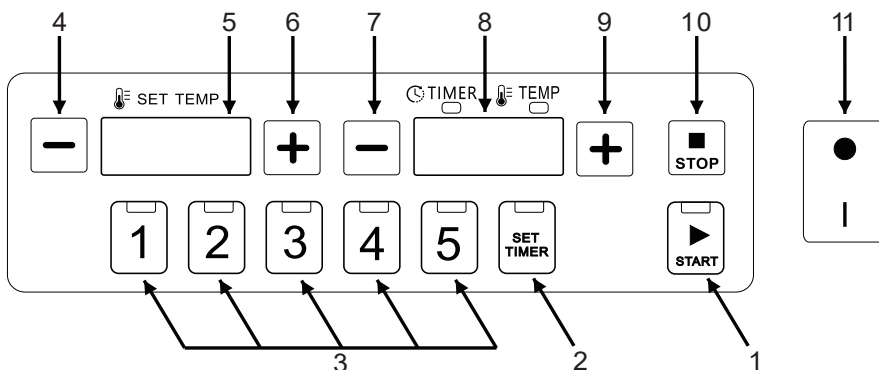 4 5 6 7 8 9 10 11
SET TEMP TIMER TEMP
− + − + STOP
1 2 3 4 5 SET TIMER START
3 2 1